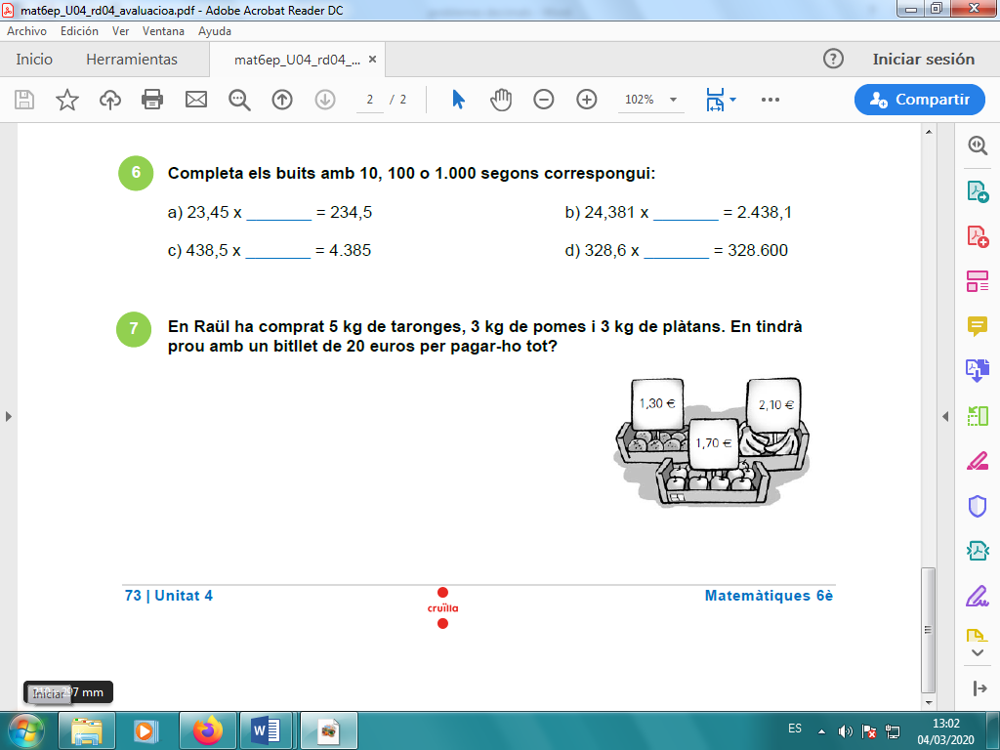 mat6ep_U04_rd04_avaluacioa.pdf - Adobe Acrobat Reader DC
Archivo Edición Ver Ventana Ayuda
Inicio Herramientas mat6ep_U04_rd04_... × ? Iniciar sesión
2 / 2 102% Compartir
6 Completa els buits amb 10, 100 o 1.000 segons correspongui:
a) 23,45 x ________ = 234,5 b) 24,381 x ________ = 2.438,1
c) 438,5 x ________ = 4.385 d) 328,6 x ________ = 328.600
7 En Raül ha comprat 5 kg de taronges, 3 kg de pomes i 3 kg de plàtans. En tindrà
prou amb un bitllet de 20 euros per pagar-ho tot?
1,30 € 2,10 €
1,70 €
73 | Unitat 4 cruïlla Matemàtiques 6è
Iniciar 7 mm
ES 13:02
04/03/2020